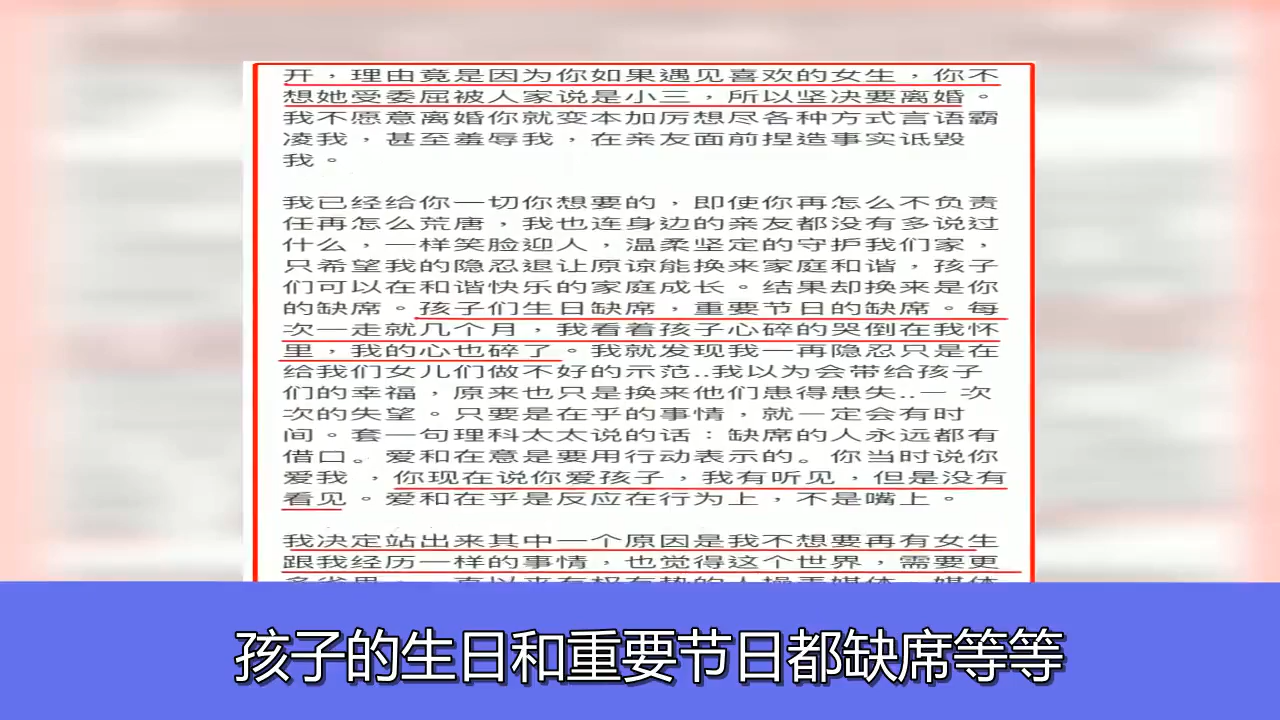 开，理由竟是因为你如果遇见喜欢的女生，你不
想她受委屈被人家说是小三，所以坚决要离婚。
我不愿意离婚你就变本加厉想尽各种方式言语霸
凌我，甚至羞辱我，在亲友面前捏造事实诋毁
我。
我已经给你一切你想要的，即使你再怎么不负责
任再怎么荒唐，我也连身边的亲友都没有多说过
什么，一样笑脸迎人，温柔坚定的守护我们家，
只希望我的隐忍退让原谅能换来家庭和谐，孩子
们可以在和谐快乐的家庭成长。结果却换来是你
的缺席。孩子们生日缺席，重要节日的缺席。每
次一走就几个月，我看着孩子心碎的哭倒在我怀
里，我的心也碎了。我就发现我一再隐忍只是在
给我们女儿们做不好的示范..我以为会带给孩子
们的幸福，原来也只是换来他们患得患失..一 次
次的失望。只要是在乎的事情，就一定会有时
间。套一句理科太太说的话：缺席的人永远都有
借口。爱和在意是要用行动表示的。你当时说你
爱我 ，你现在说你爱孩子，我有听见，但是没有
看见。爱和在乎是反应在行为上，不是嘴上。
我决定站出来其中一个原因是我不想要再有女生
跟我经历一样的事情，也觉得这个世界，需要更
孩子的生日和重要节日都缺席等等